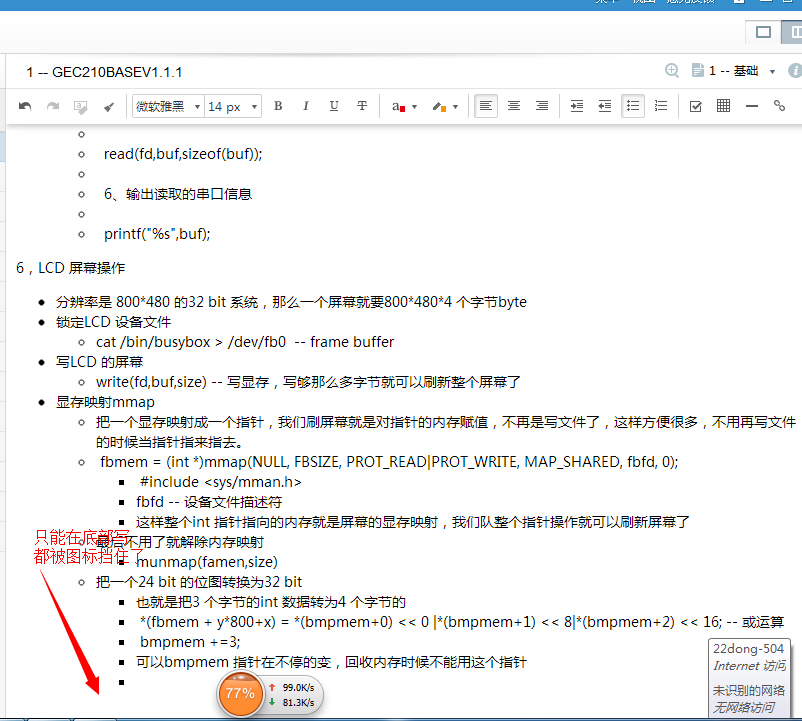 1 -- GEC210BASEV1.1.1
1 -- 基础
微软雅黑
14 px
B
I
U
T
a
read(fd,buf,sizeof(buf));
6、输出读取的串口信息
printf("%s",buf);
6，LCD 屏幕操作
分辨率是 800*480 的32 bit 系统，那么一个屏幕就要800*480*4 个字节byte
锁定LCD 设备文件
cat /bin/busybox > /dev/fb0  -- frame buffer
写LCD 的屏幕
write(fd,buf,size) -- 写显存，写够那么多字节就可以刷新整个屏幕了
显存映射mmap
把一个显存映射成一个指针，我们刷屏幕就是对指针的内存赋值，不再是写文件了，这样方便很多，不用再写文件
的时候当指针指来指去。
fbmem = (int *)mmap(NULL, FBSIZE, PROT_READ|PROT_WRITE, MAP_SHARED, fbfd, 0);
#include <sys/mman.h>
fbfd -- 设备文件描述符
这样整个int 指针指向的内存就是屏幕的显存映射，我们队整个指针操作就可以刷新屏幕了
只能在底部写
都被图标挡住了
最后不用了就解除内存映射
munmap(famen,size)
把一个24 bit 的位图转换为32 bit
也就是把3 个字节的int 数据转为4 个字节的
*(fbmem + y*800+x) = *(bmpmem+0) << 0 |*(bmpmem+1) << 8|*(bmpmem+2) << 16; -- 或运算
bmpmem +=3;
可以bmpmem 指针在不停的变，回收内存时候不能用这个指针
22dong-504
Internet 访问
未识别的网络
无网络访问
77%
99.0K/s
81.3K/s